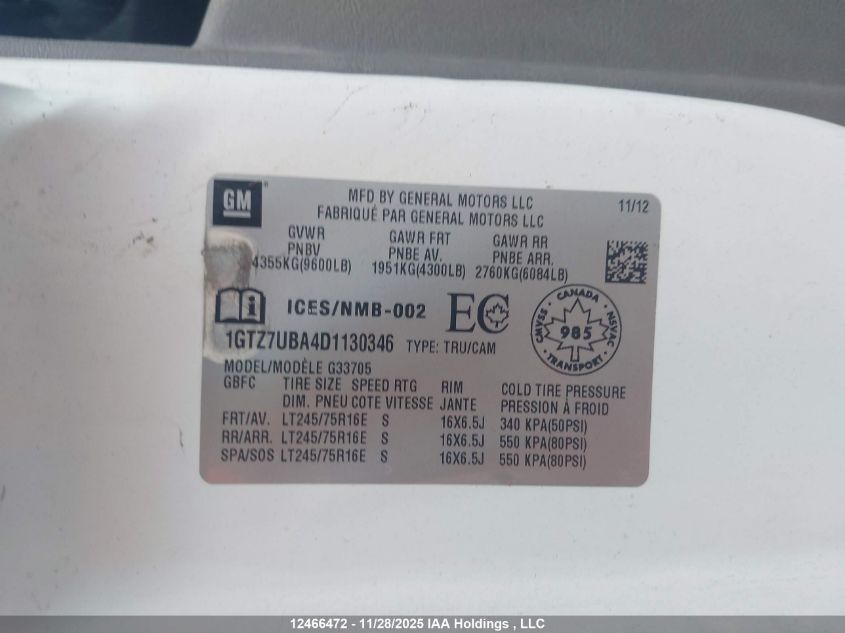 GM
MFD BY GENERAL MOTORS LLC
FABRIQUÉ PAR GENERAL MOTORS LLC
11/12
GVWR GAWR FRT GAWR RR
PNBV PNBE AV. PNBE ARR.
4355KG(9600LB) 1951KG(4300LB) 2760KG(6084LB)
ICES/NMB-002 EC
CANADA
CMVSS 985 NSVAC
TRANSPORT
1GTZ7UBA4D1130346 TYPE: TRU/CAM
MODEL/MODÈLE G33705
GBFC TIRE SIZE SPEED RTG RIM COLD TIRE PRESSURE
DIM. PNEU COTE VITESSE JANTE PRESSION À FROID
FRT/AV. LT245/75R16E S 16X6.5J 340 KPA(50PSI)
RR/ARR. LT245/75R16E S 16X6.5J 550 KPA(80PSI)
SPA/SOS LT245/75R16E S 16X6.5J 550 KPA(80PSI)
12466472 - 11/28/2025 IAA Holdings , LLC